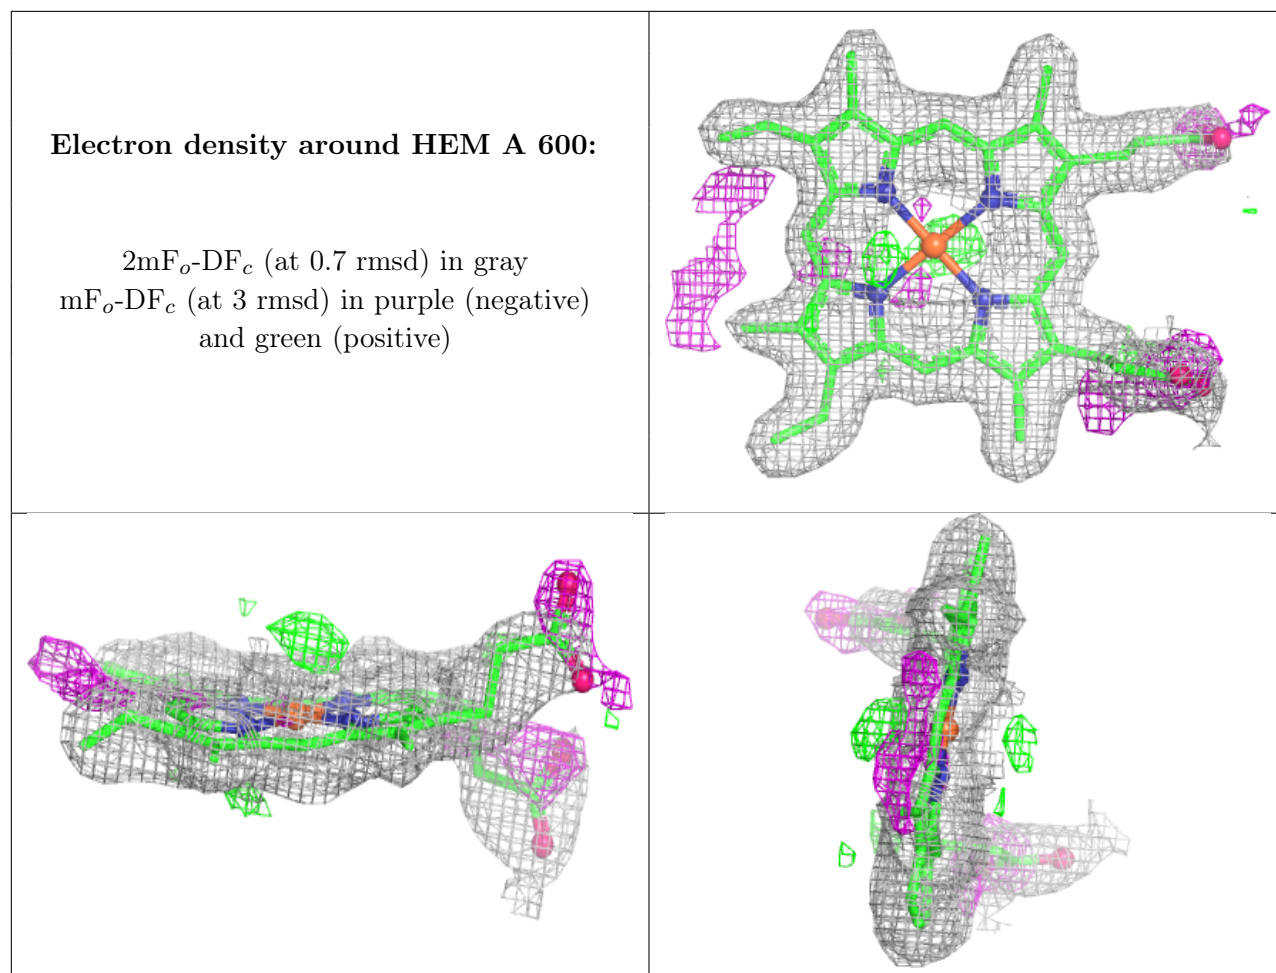 Electron density around HEM A 600:
2mFo-DFc (at 0.7 rmsd) in gray
mFo-DFc (at 3 rmsd) in purple (negative)
and green (positive)